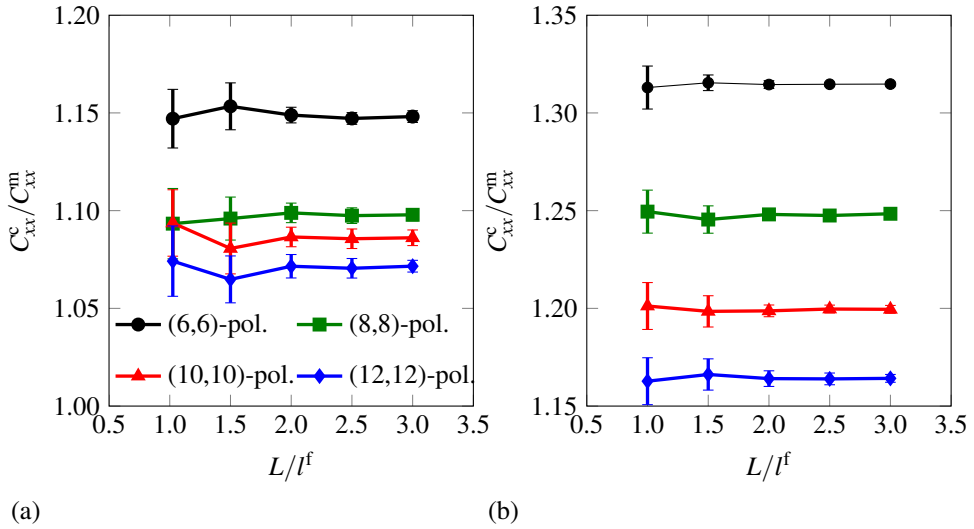 1.20
1.15
1.10
1.05
1.00
C^c_xx/C^m_xx
(6,6)-pol.
(8,8)-pol.
(10,10)-pol.
(12,12)-pol.
1.0 1.5 2.0 2.5 3.0 3.5
L/l^f
(a)
1.35
1.30
1.25
1.20
1.15
C^c_xx/C^m_xx
0.5 1.0 1.5 2.0 2.5 3.0 3.5
L/l^f
(b)